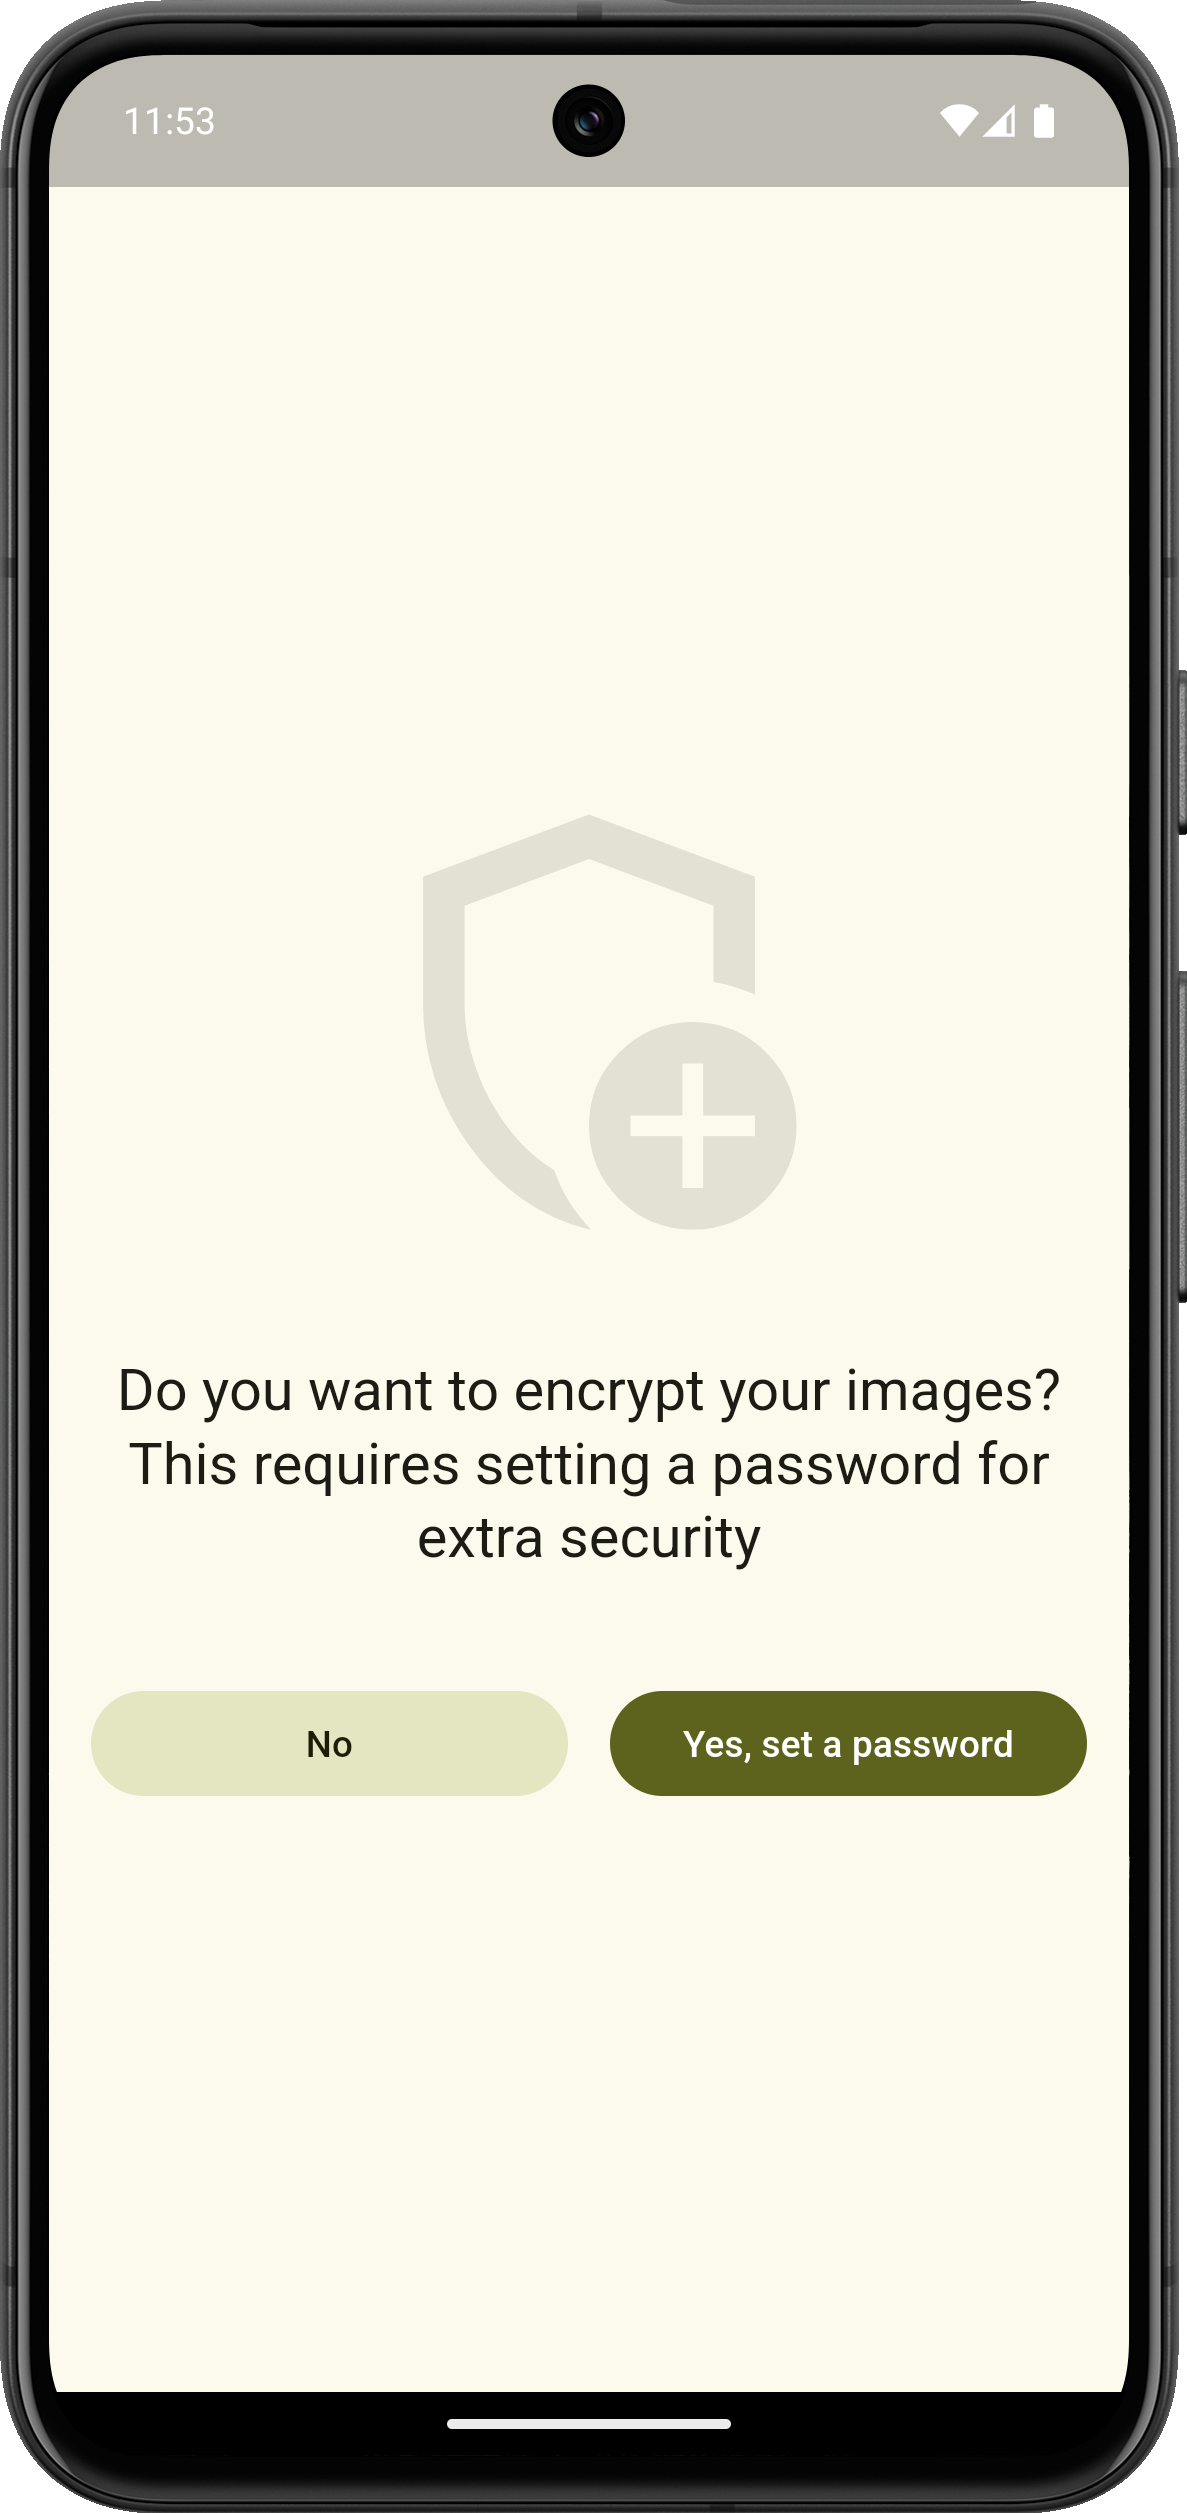 11:53
Do you want to encrypt your images?
This requires setting a password for
extra security
No
Yes, set a password